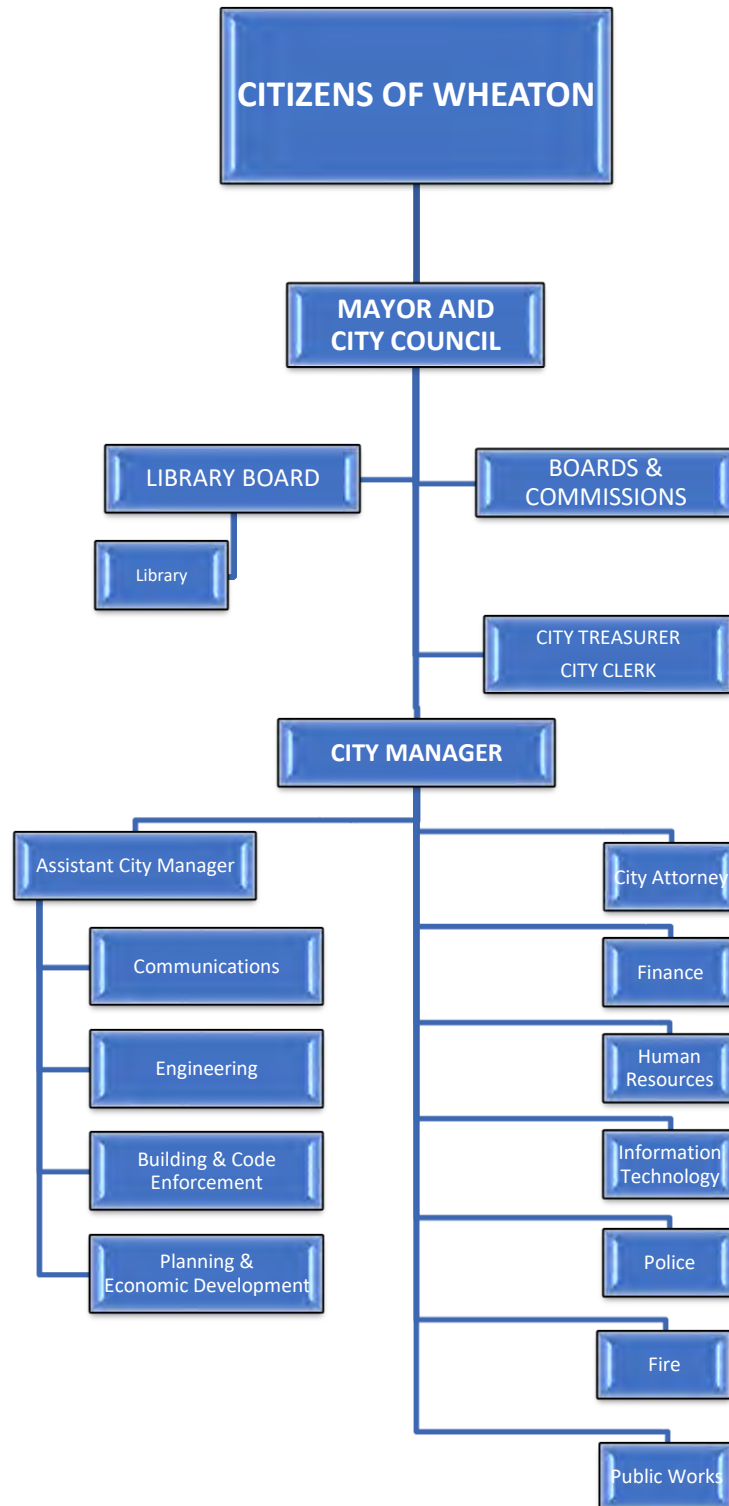 CITIZENS OF WHEATON
MAYOR AND
CITY COUNCIL
LIBRARY BOARD
BOARDS &
COMMISSIONS
Library
CITY TREASURER
CITY CLERK
CITY MANAGER
Assistant City Manager
Communications
Engineering
Building & Code
Enforcement
Planning &
Economic Development
City Attorney
Finance
Human
Resources
Information
Technology
Police
Fire
Public Works